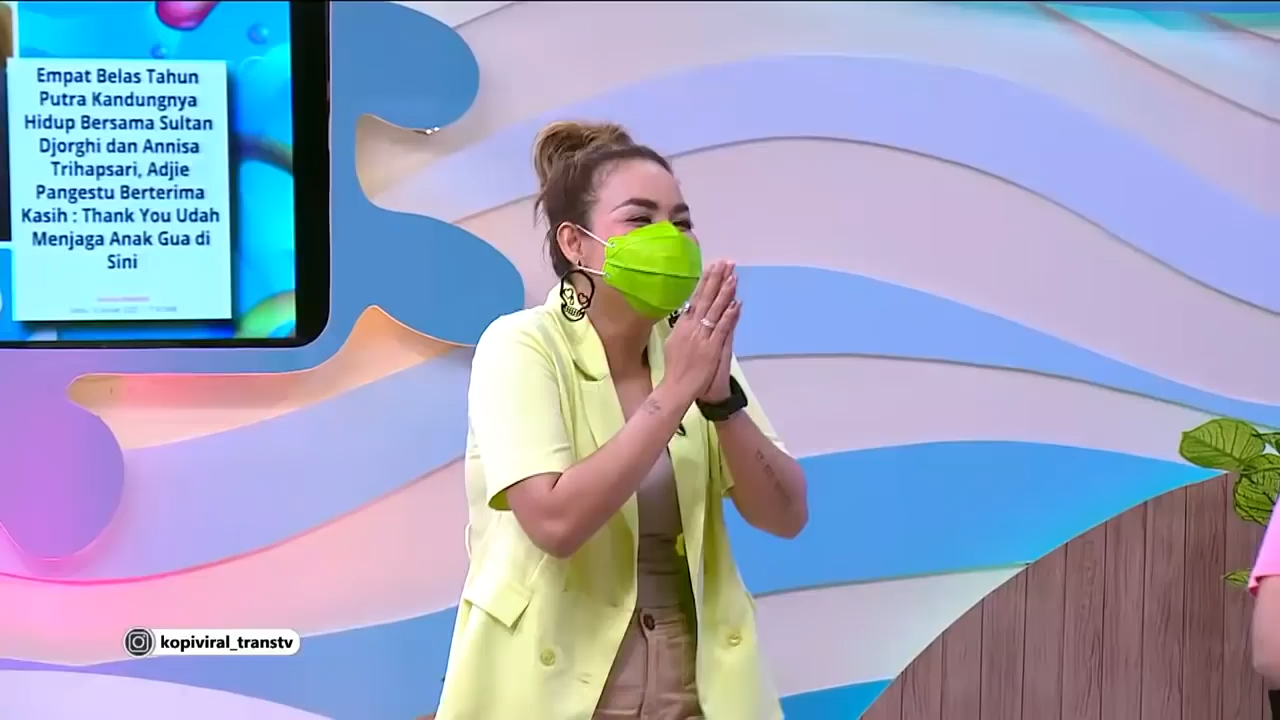 Empat Belas Tahun
Putra Kandungnya
Hidup Bersama Sultan
Djorghi dan Annisa
Trihapsari, Adjie
Pangestu Berterima
Kasih : Thank You Udah
Menjaga Anak Gua di
Sini
kopiviral_transtv